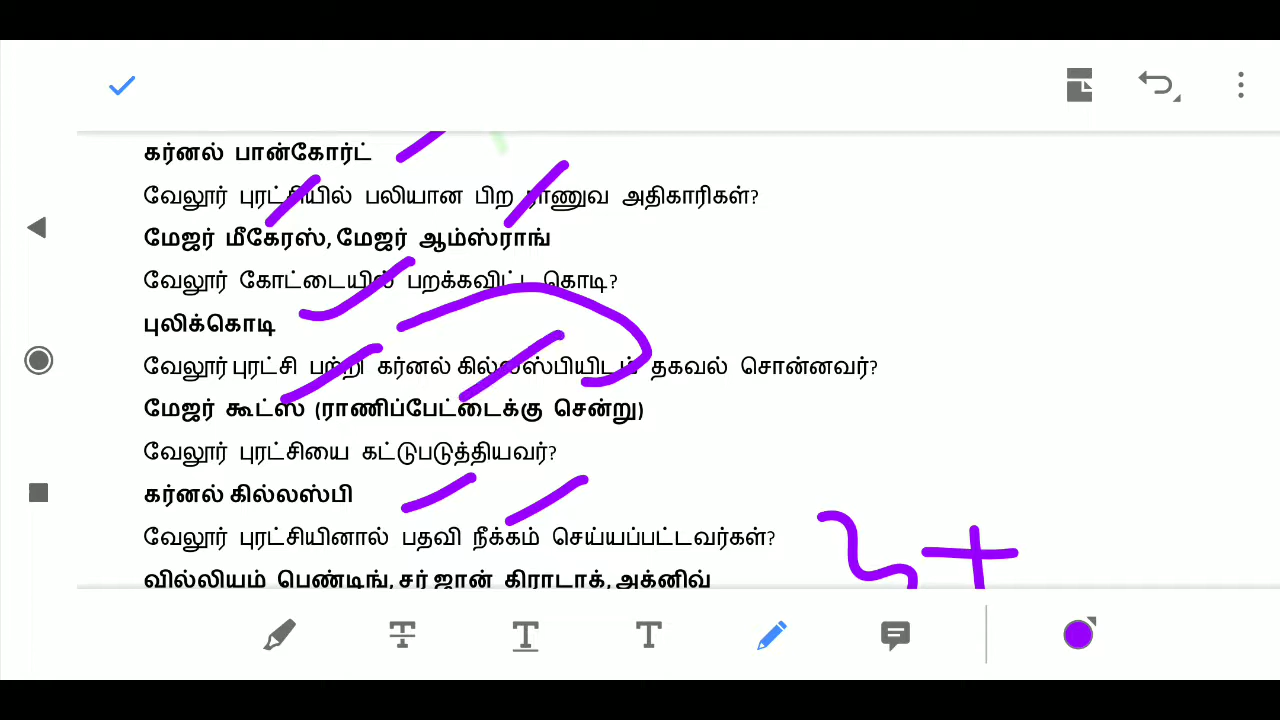 கர்னல் பான்கோர்ட்
வேலூர் புரட்சியில் பலியான பிற ராணுவ அதிகாரிகள்?
மேஜர் மீகேரஸ், மேஜர் ஆம்ஸ்ராங்
வேலூர் கோட்டையில் பறக்கவிட்ட கொடி?
புலிக்கொடி
வேலூர் புரட்சி பற்றி கர்னல் கில்லஸ்பியிடம் தகவல் சொன்னவர்?
மேஜர் கூட்ஸ் (ராணிப்பேட்டைக்கு சென்று)
வேலூர் புரட்சியை கட்டுபடுத்தியவர்?
கர்னல் கில்லஸ்பி
வேலூர் புரட்சியினால் பதவி நீக்கம் செய்யப்பட்டவர்கள்?
வில்லியம் பெண்டிங், சர் ஜான் கிராடாக், அக்னிவ்